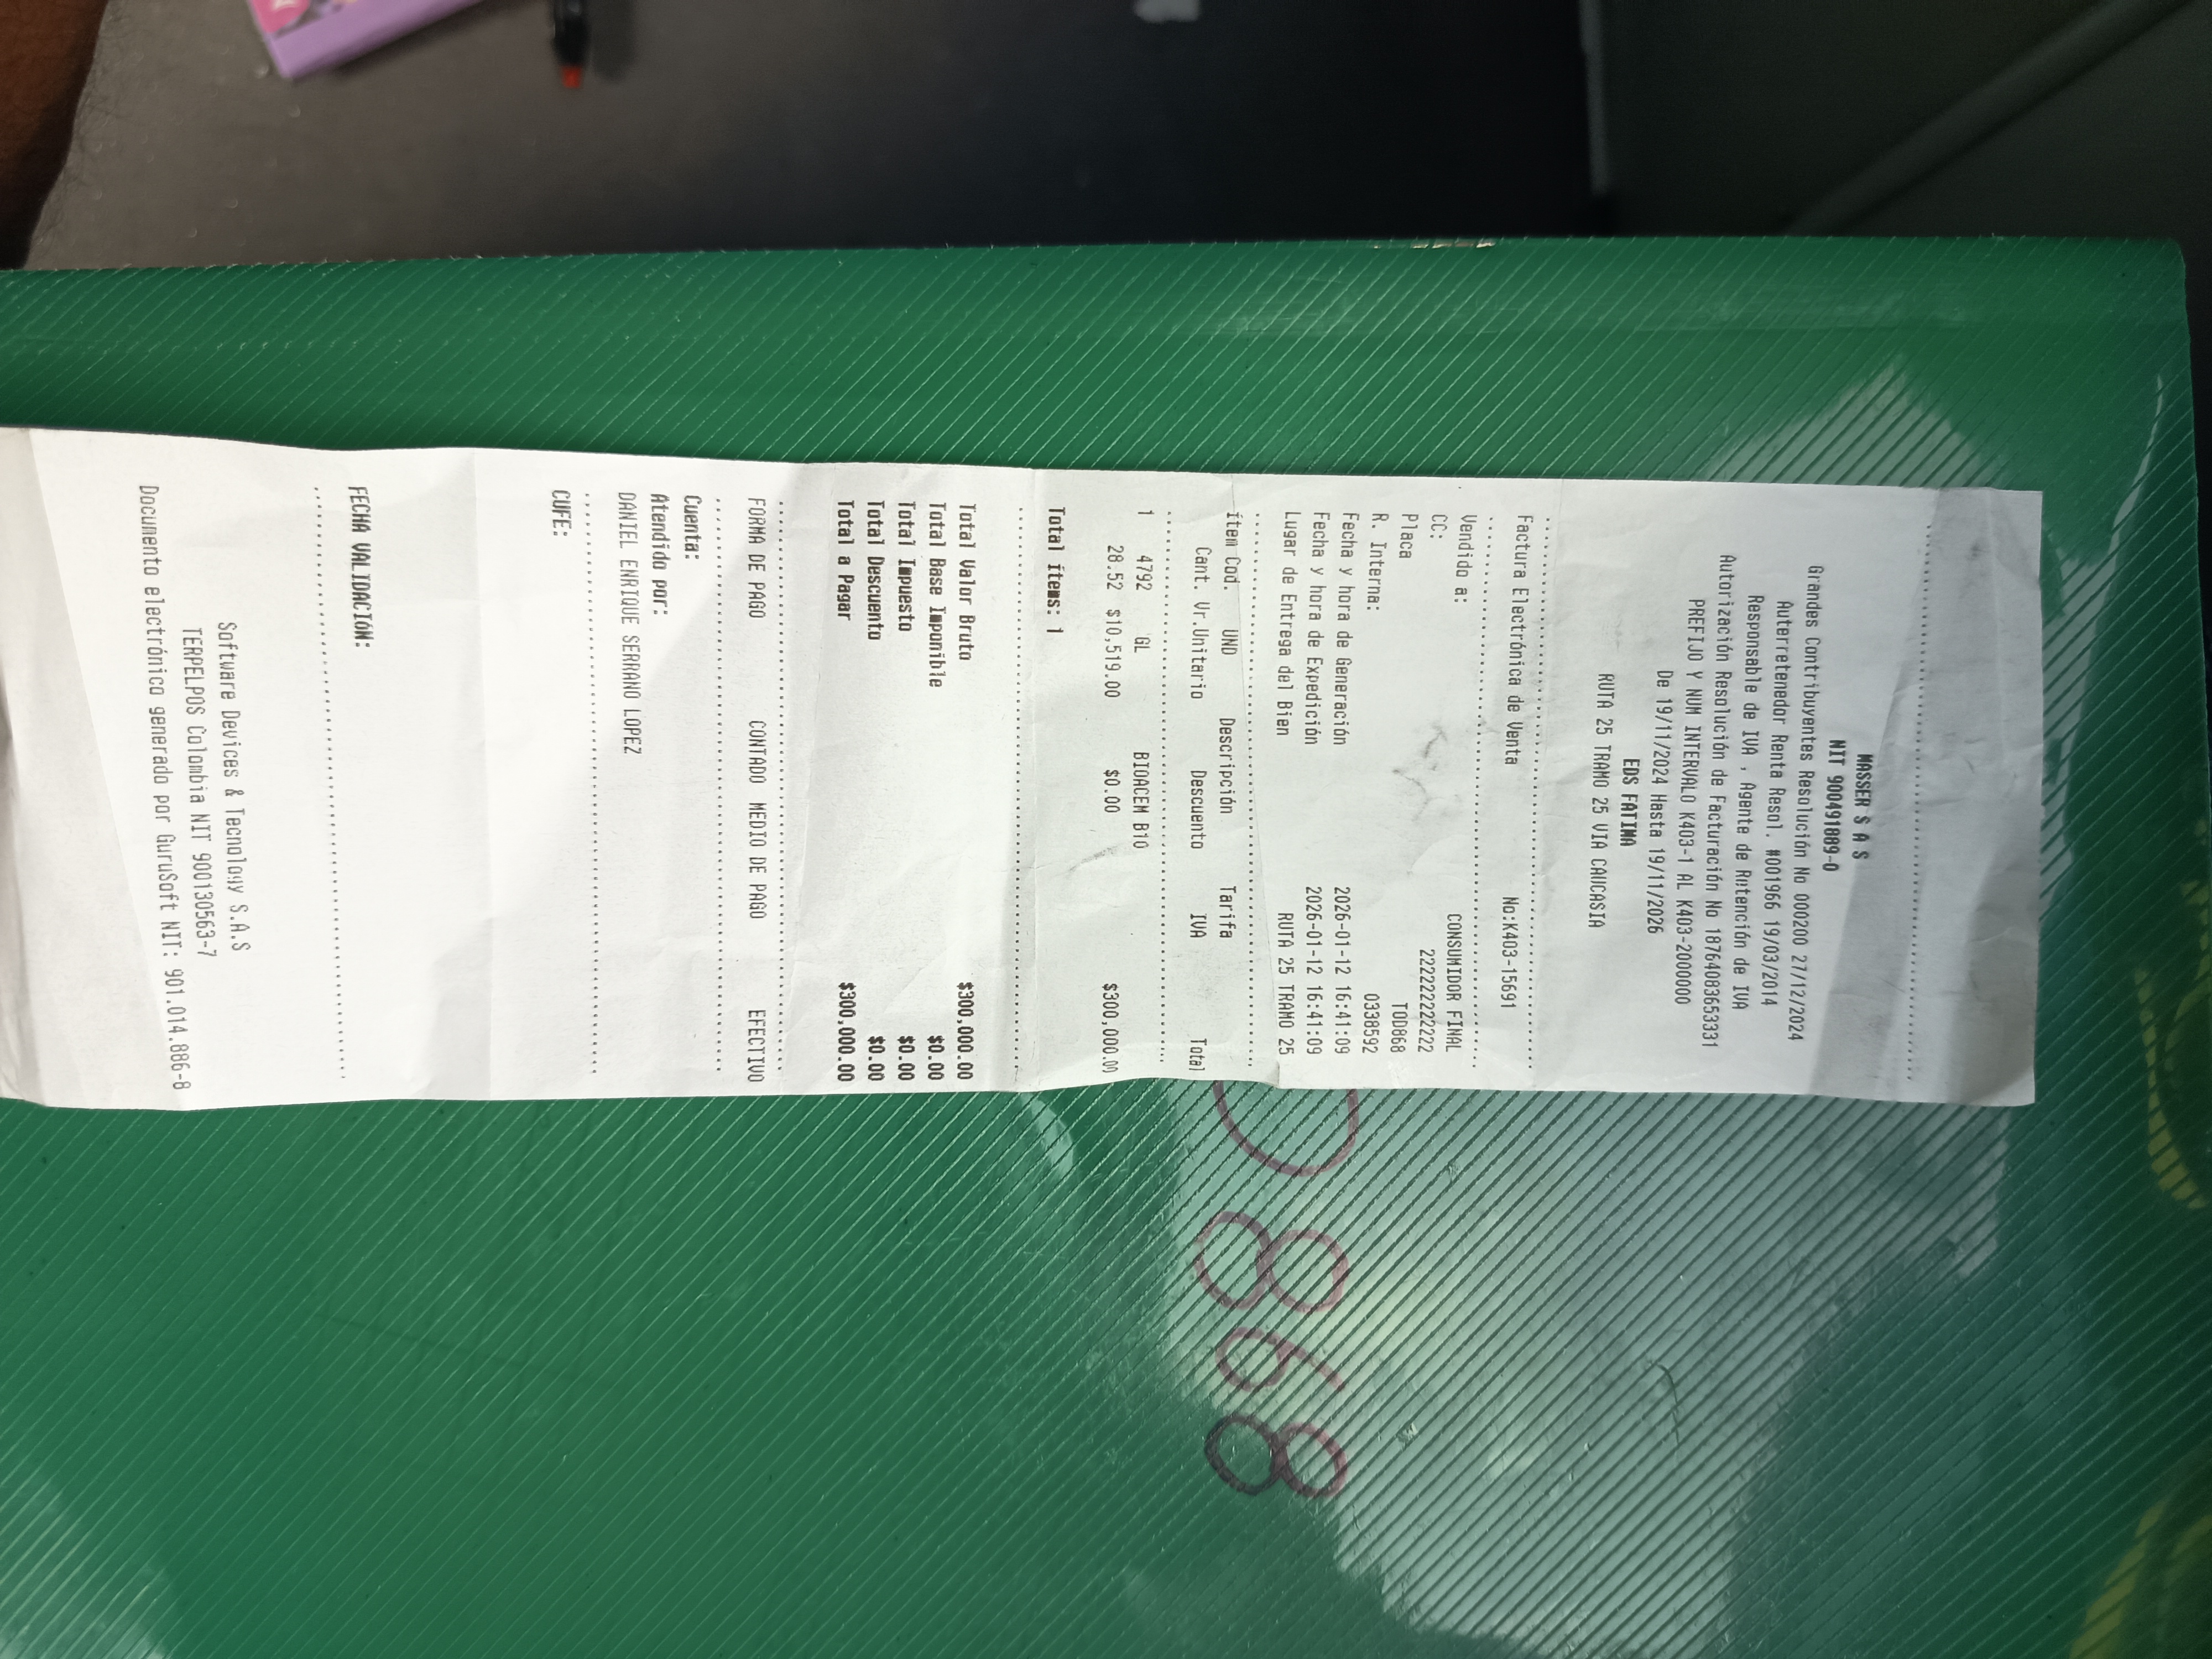 MASSER S A S
NIT 900491889-0
Grandes Contribuyentes Resolución No 000200 27/12/2024
Auterretenedor Renta Resol. #001966 19/03/2014
Responsable de IVA , Agente de Retención de IVA
Autorización Resolución de Facturación No 18764083653331
PREFIJO Y NUM INTERVALO K403-1 AL K403-2000000
De 19/11/2024 Hasta 19/11/2026
EDS FATIMA
RUTA 25 TRAMO 25 VIA CAUCASIA
Factura Electrónica de Venta No:K403-15691
Vendido a: CONSUMIDOR FINAL
CC: 222222222222
Placa TOD868
R. Interna: 0338592
Fecha y hora de Generación 2026-01-12 16:41:09
Fecha y hora de Expedición 2026-01-12 16:41:09
Lugar de Entrega del Bien RUTA 25 TRAMO 25
ítem Cod. UND Descripción Tarifa
Cant. Vr.Unitario Descuento IVA Total
1 4792 GL BIOACEM B10
28.52 $10.519.00 $0.00 $300,000.00
Total ítems: 1
Total Valor Bruto $300,000.00
Total Base Imponible $0.00
Total Impuesto $0.00
Total Descuento $0.00
Total a Pagar $300,000.00
FORMA DE PAGO CONTADO MEDIO DE PAGO EFECTIVO
Cuenta:
Atendido por:
DANIEL ENRIQUE SERRANO LOPEZ
CUFE:
FECHA VALIDACIÓN:
Software Devices & Tecnology S.A.S
TERPELPOS Colombia NIT 900130563-7
Documento electrónico generado por GuruSoft NIT: 901.014.886-8
868